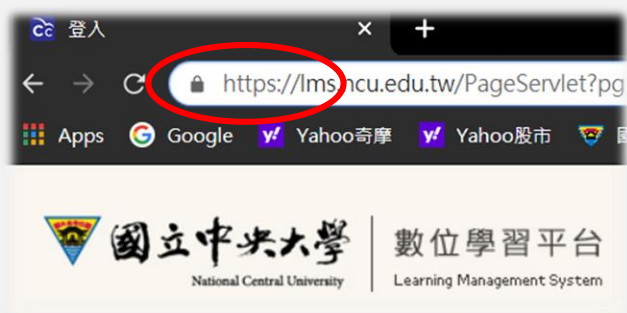 登入
https://lms.ncu.edu.tw/PageServlet?pg
Apps Google Yahoo奇摩 Yahoo股市
國立中央大學 數位學習平台
National Central University Learning Management System